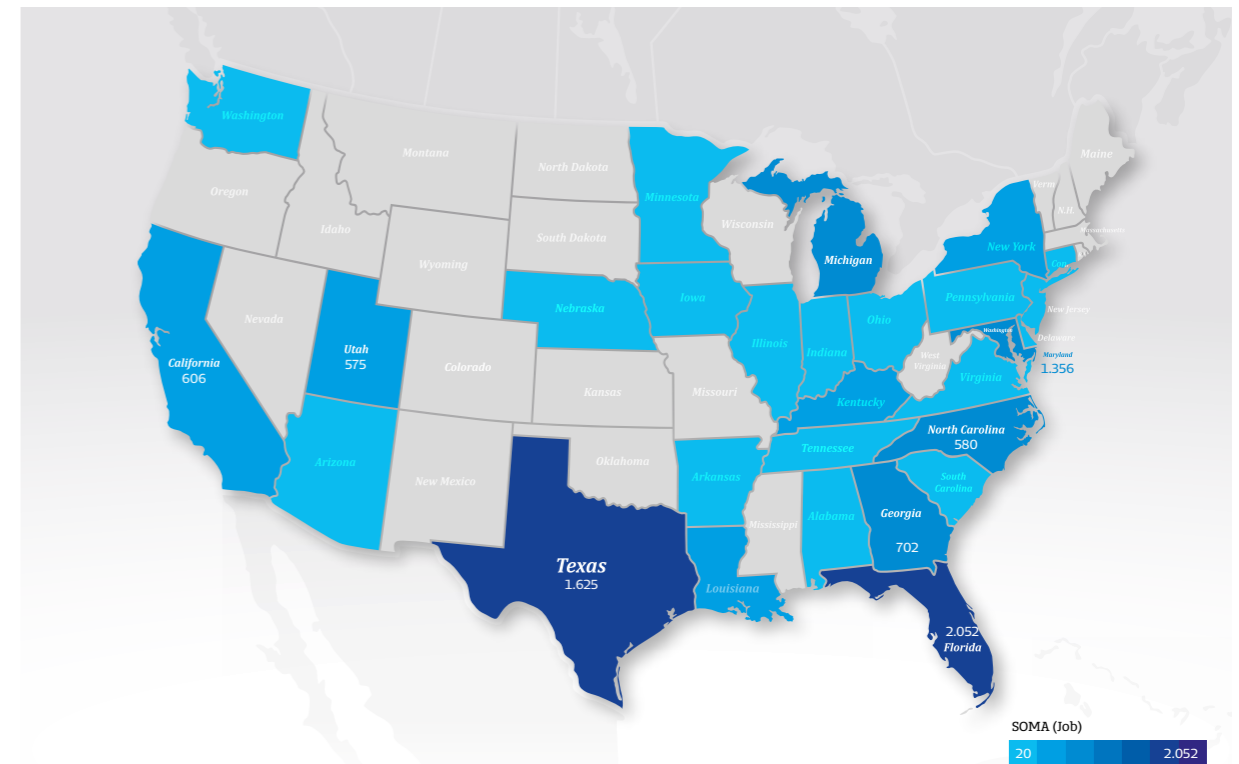 Washington
Montana
North Dakota
Minnesota
Maine
Verm
N.H.
Massachusetts
Oregon
Idaho
South Dakota
Wisconsin
Michigan
New York
Con.
Wyoming
Nebraska
Iowa
Illinois
Indiana
Ohio
Pennsylvania
New Jersey
Nevada
Utah
575
California
606
Colorado
Kansas
Missouri
West
Virginia
Washington
Delaware
Maryland
1.356
Virginia
Kentucky
North Carolina
580
Tennessee
Arizona
New Mexico
Oklahoma
Arkansas
South
Carolina
Mississippi
Alabama
Georgia
702
Texas
1.625
Louisiana
2.052
Florida
SOMA (Job)
20
2.052